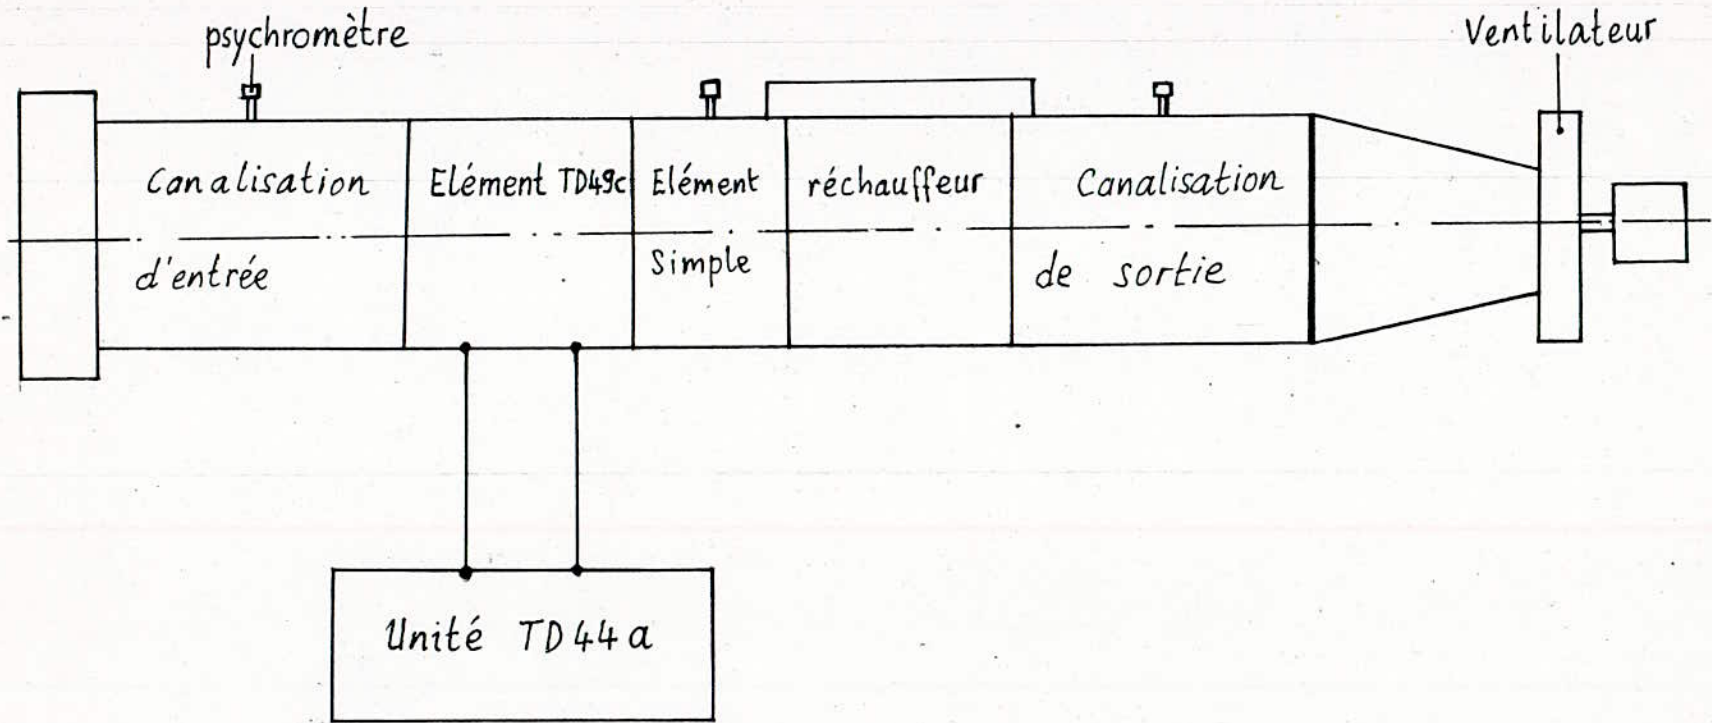 psychromètre
Ventilateur
Canalisation
d'entrée
Elément TD49c
Elément
Simple
réchauffeur
Canalisation
de sortie
Unité TD44a